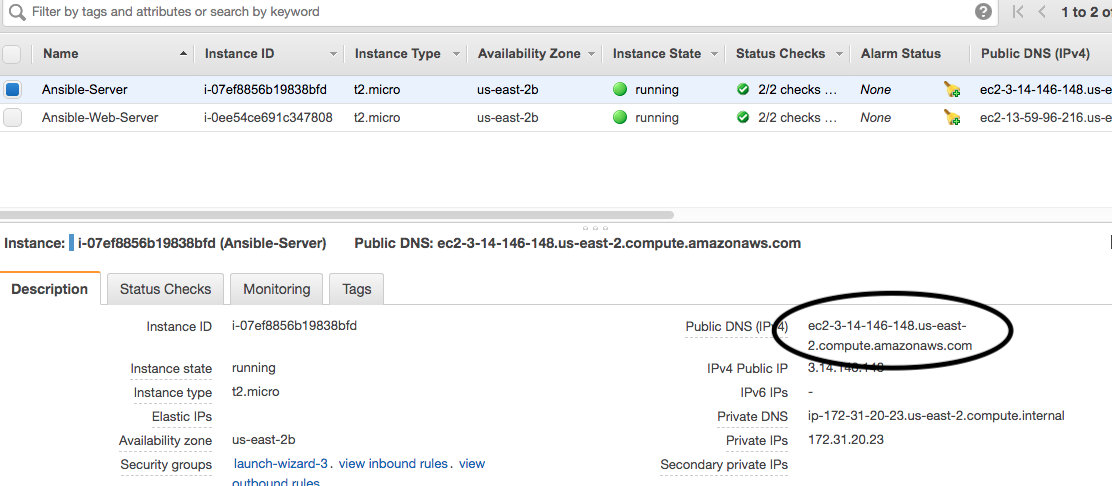 Filter by tags and attributes or search by keyword
1 to 2 of
Name Instance ID Instance Type Availability Zone Instance State Status Checks Alarm Status Public DNS (IPv4)
Ansible-Server i-07ef8856b19838bfd t2.micro us-east-2b running 2/2 checks ... None ec2-3-14-146-148.us-e
Ansible-Web-Server i-0ee54ce691c347808 t2.micro us-east-2b running 2/2 checks ... None ec2-13-59-96-216.us-e
Instance: i-07ef8856b19838bfd (Ansible-Server) Public DNS: ec2-3-14-146-148.us-east-2.compute.amazonaws.com
Description Status Checks Monitoring Tags
Instance ID i-07ef8856b19838bfd Public DNS (IPv4) ec2-3-14-146-148.us-east-
2.compute.amazonaws.com
Instance state running IPv4 Public IP 3.14.146.148
Instance type t2.micro IPv6 IPs -
Elastic IPs Private DNS ip-172-31-20-23.us-east-2.compute.internal
Availability zone us-east-2b Private IPs 172.31.20.23
Security groups launch-wizard-3. view inbound rules. view Secondary private IPs
outbound rules